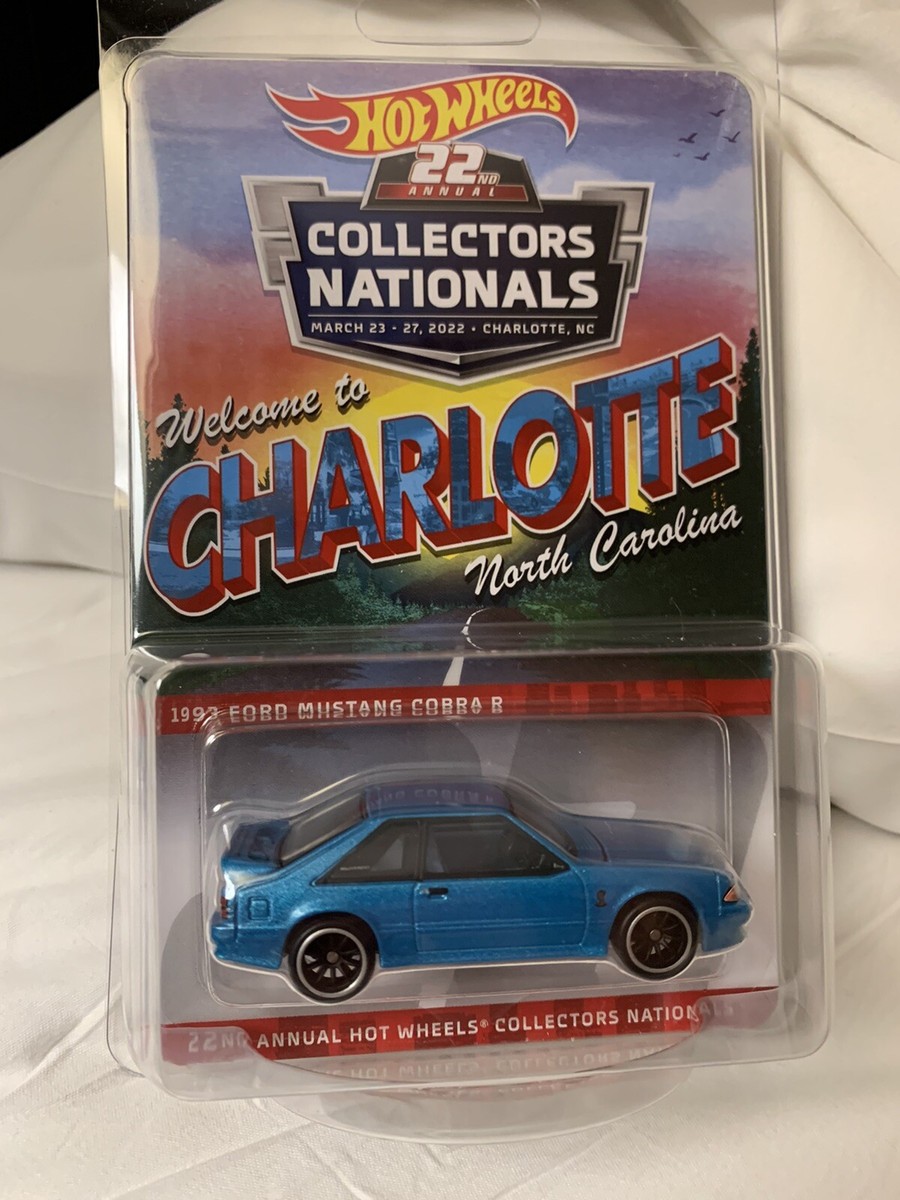 HOT WHEELS
22ND
ANNUAL
COLLECTORS
NATIONALS
MARCH 23 - 27, 2022 • CHARLOTTE, NC
Welcome to
CHARLOTTE
North Carolina
1993 FORD MUSTANG COBRA R
22ND ANNUAL HOT WHEELS® COLLECTORS NATIONALS